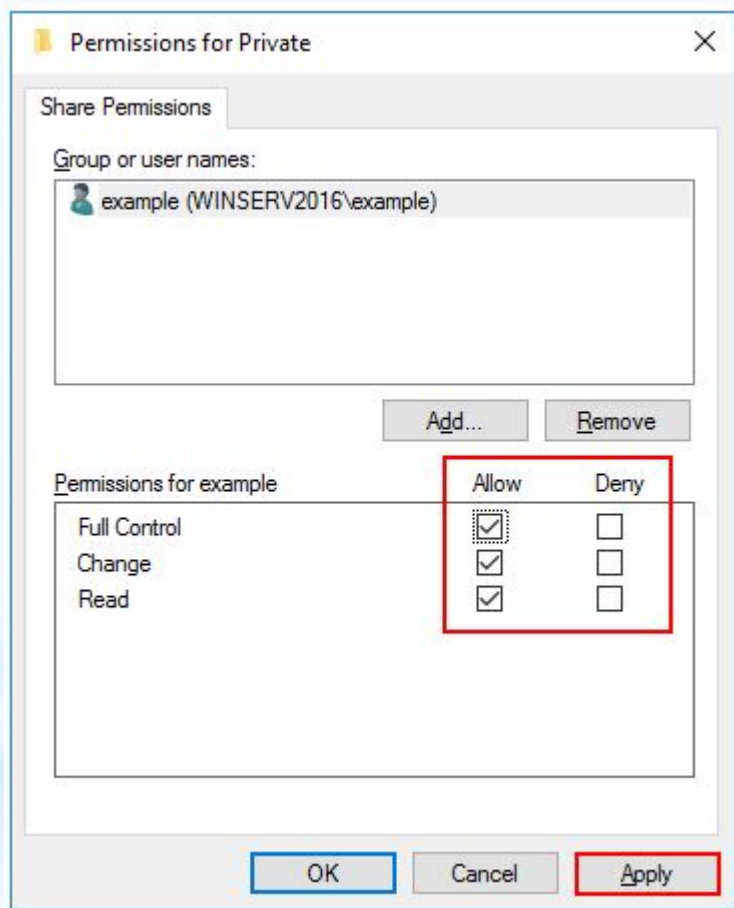 Permissions for Private
Share Permissions
Group or user names:
example (WINSERV2016\example)
Add... Remove
Permissions for example Allow Deny
Full Control
Change
Read
OK Cancel Apply